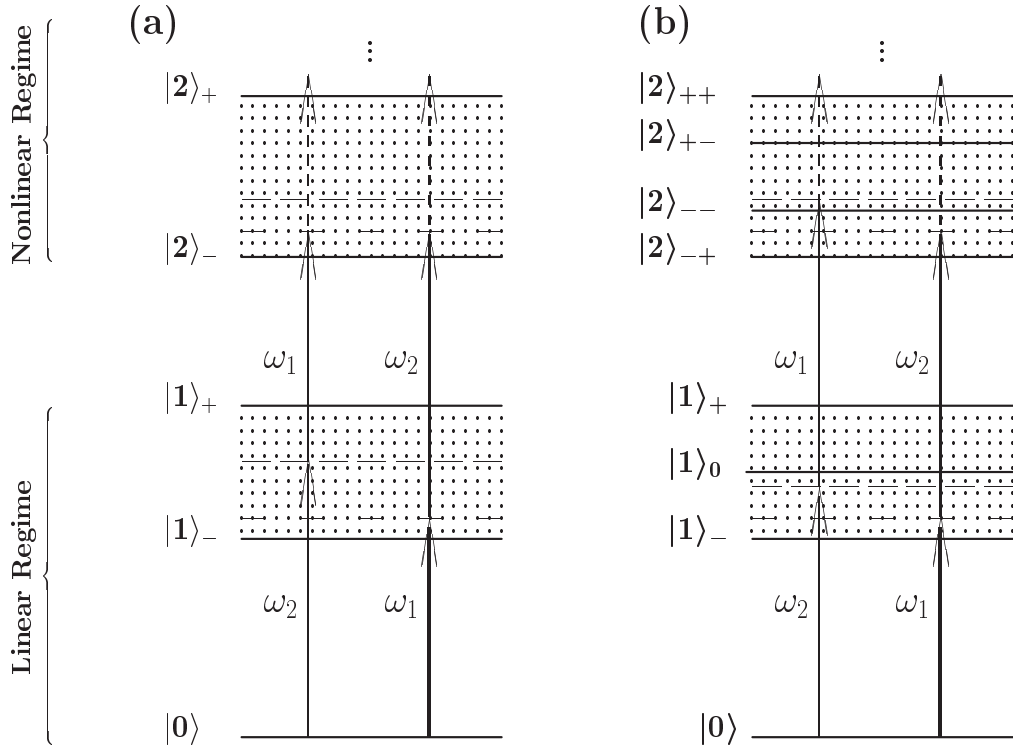 (a)
(b)
Nonlinear Regime
Linear Regime
⋮
|2⟩₊
|2⟩₋
ω₁
ω₂
|1⟩₊
|1⟩₋
ω₂
ω₁
|0⟩
⋮
|2⟩₊₊
|2⟩₊₋
|2⟩₋₋
|2⟩₋₊
ω₁
ω₂
|1⟩₊
|1⟩₀
|1⟩₋
ω₂
ω₁
|0⟩